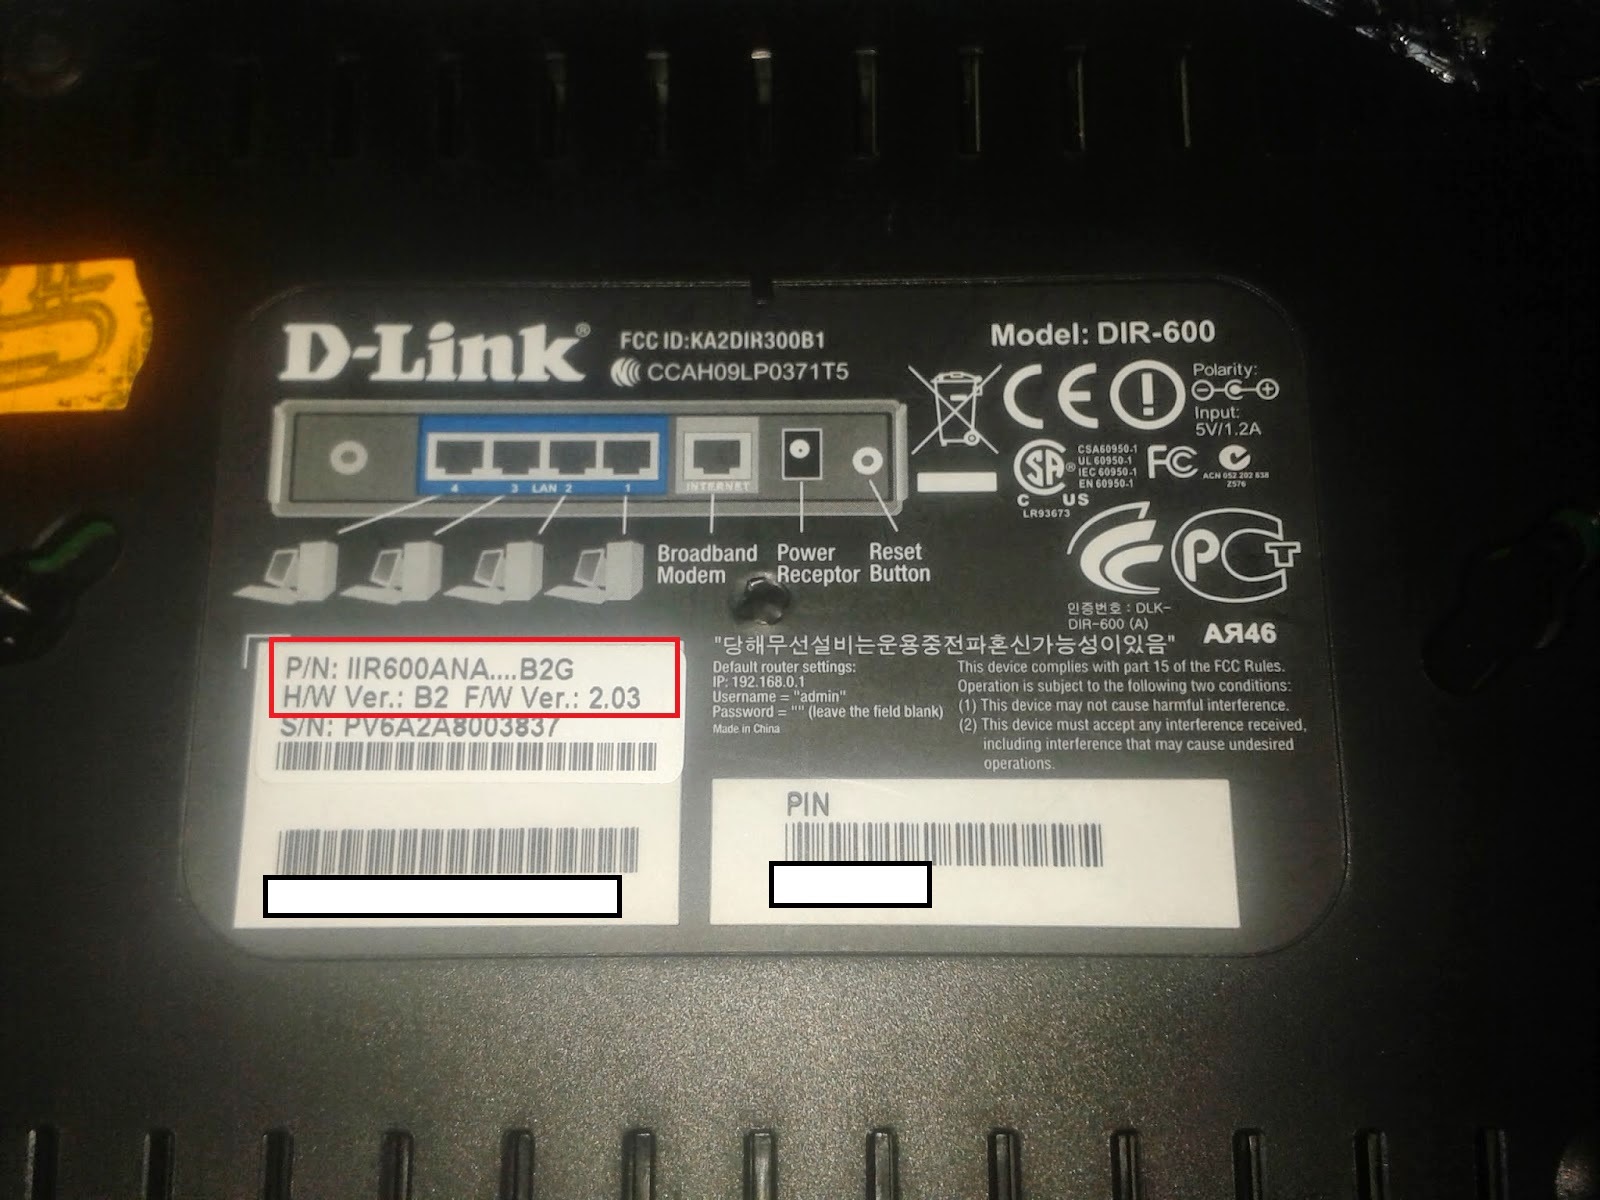 D-Link®
FCC ID:KA2DIR300B1
CCAH09LP0371T5
Model: DIR-600
Polarity:
Input:
5V/1.2A
CSA60950-1
UL 60950-1
IEC 60950-1
EN 60950-1
C US
LR93673
ACN 052 202 838
Z576
4 3 LAN 2 1
INTERNET
Broadband
Modem
Power
Receptor
Reset
Button
인증번호 : DLK-
DIR-600 (A)
АЯ46
P/N: IIR600ANA....B2G
H/W Ver.: B2 F/W Ver.: 2.03
S/N: PV6A2A8003837
"당해무선설비는운용중전파혼신가능성이있음"
Default router settings:
IP: 192.168.0.1
Username = "admin"
Password = "" (leave the field blank)
Made in China
This device complies with part 15 of the FCC Rules.
Operation is subject to the following two conditions:
(1) This device may not cause harmful interference.
(2) This device must accept any interference received,
including interference that may cause undesired
operations.
PIN